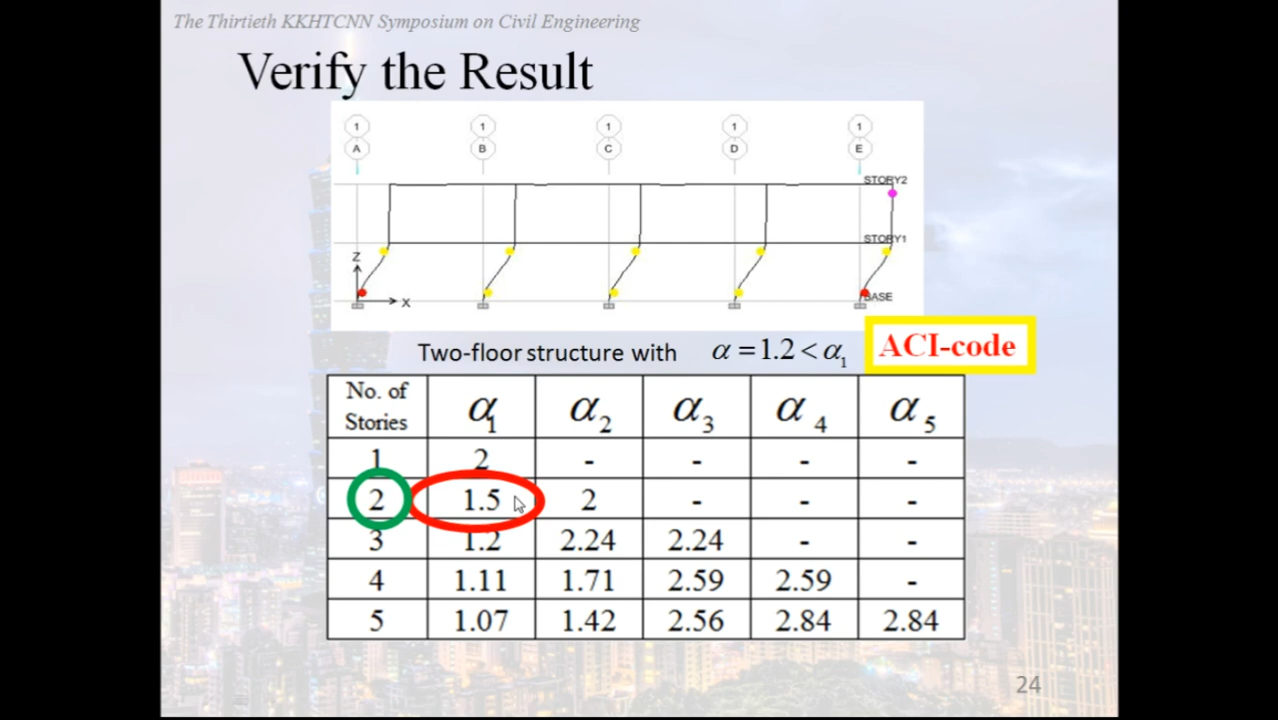 The Thirtieth KKHTCNN Symposium on Civil Engineering
Verify the Result
1 1 1 1 1
A B C D E
STORY2
STORY1
Z
X
BASE
Two-floor structure with α = 1.2 < α₁
ACI-code
No. of Stories α₁ α₂ α₃ α₄ α₅
1 2 - - - -
2 1.5 2 - - -
3 1.2 2.24 2.24 - -
4 1.11 1.71 2.59 2.59 -
5 1.07 1.42 2.56 2.84 2.84
24